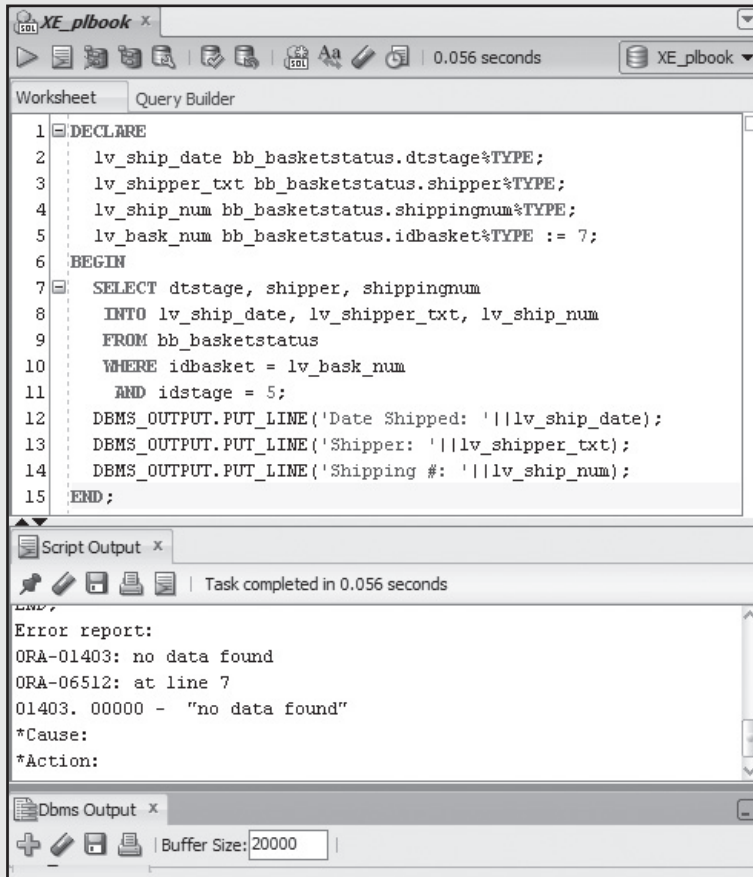 XE_plbook x
0.056 seconds
XE_plbook
Worksheet
Query Builder
1 DECLARE
2 lv_ship_date bb_basketstatus.dtstage%TYPE;
3 lv_shipper_txt bb_basketstatus.shipper%TYPE;
4 lv_ship_num bb_basketstatus.shippingnum%TYPE;
5 lv_bask_num bb_basketstatus.idbasket%TYPE := 7;
6 BEGIN
7 SELECT dtstage, shipper, shippingnum
8 INTO lv_ship_date, lv_shipper_txt, lv_ship_num
9 FROM bb_basketstatus
10 WHERE idbasket = lv_bask_num
11 AND idstage = 5;
12 DBMS_OUTPUT.PUT_LINE('Date Shipped: '||lv_ship_date);
13 DBMS_OUTPUT.PUT_LINE('Shipper: '||lv_shipper_txt);
14 DBMS_OUTPUT.PUT_LINE('Shipping #: '||lv_ship_num);
15 END;
Script Output x
Task completed in 0.056 seconds
END;
Error report:
ORA-01403: no data found
ORA-06512: at line 7
01403. 00000 - "no data found"
*Cause:
*Action:
Dbms Output x
Buffer Size: 20000